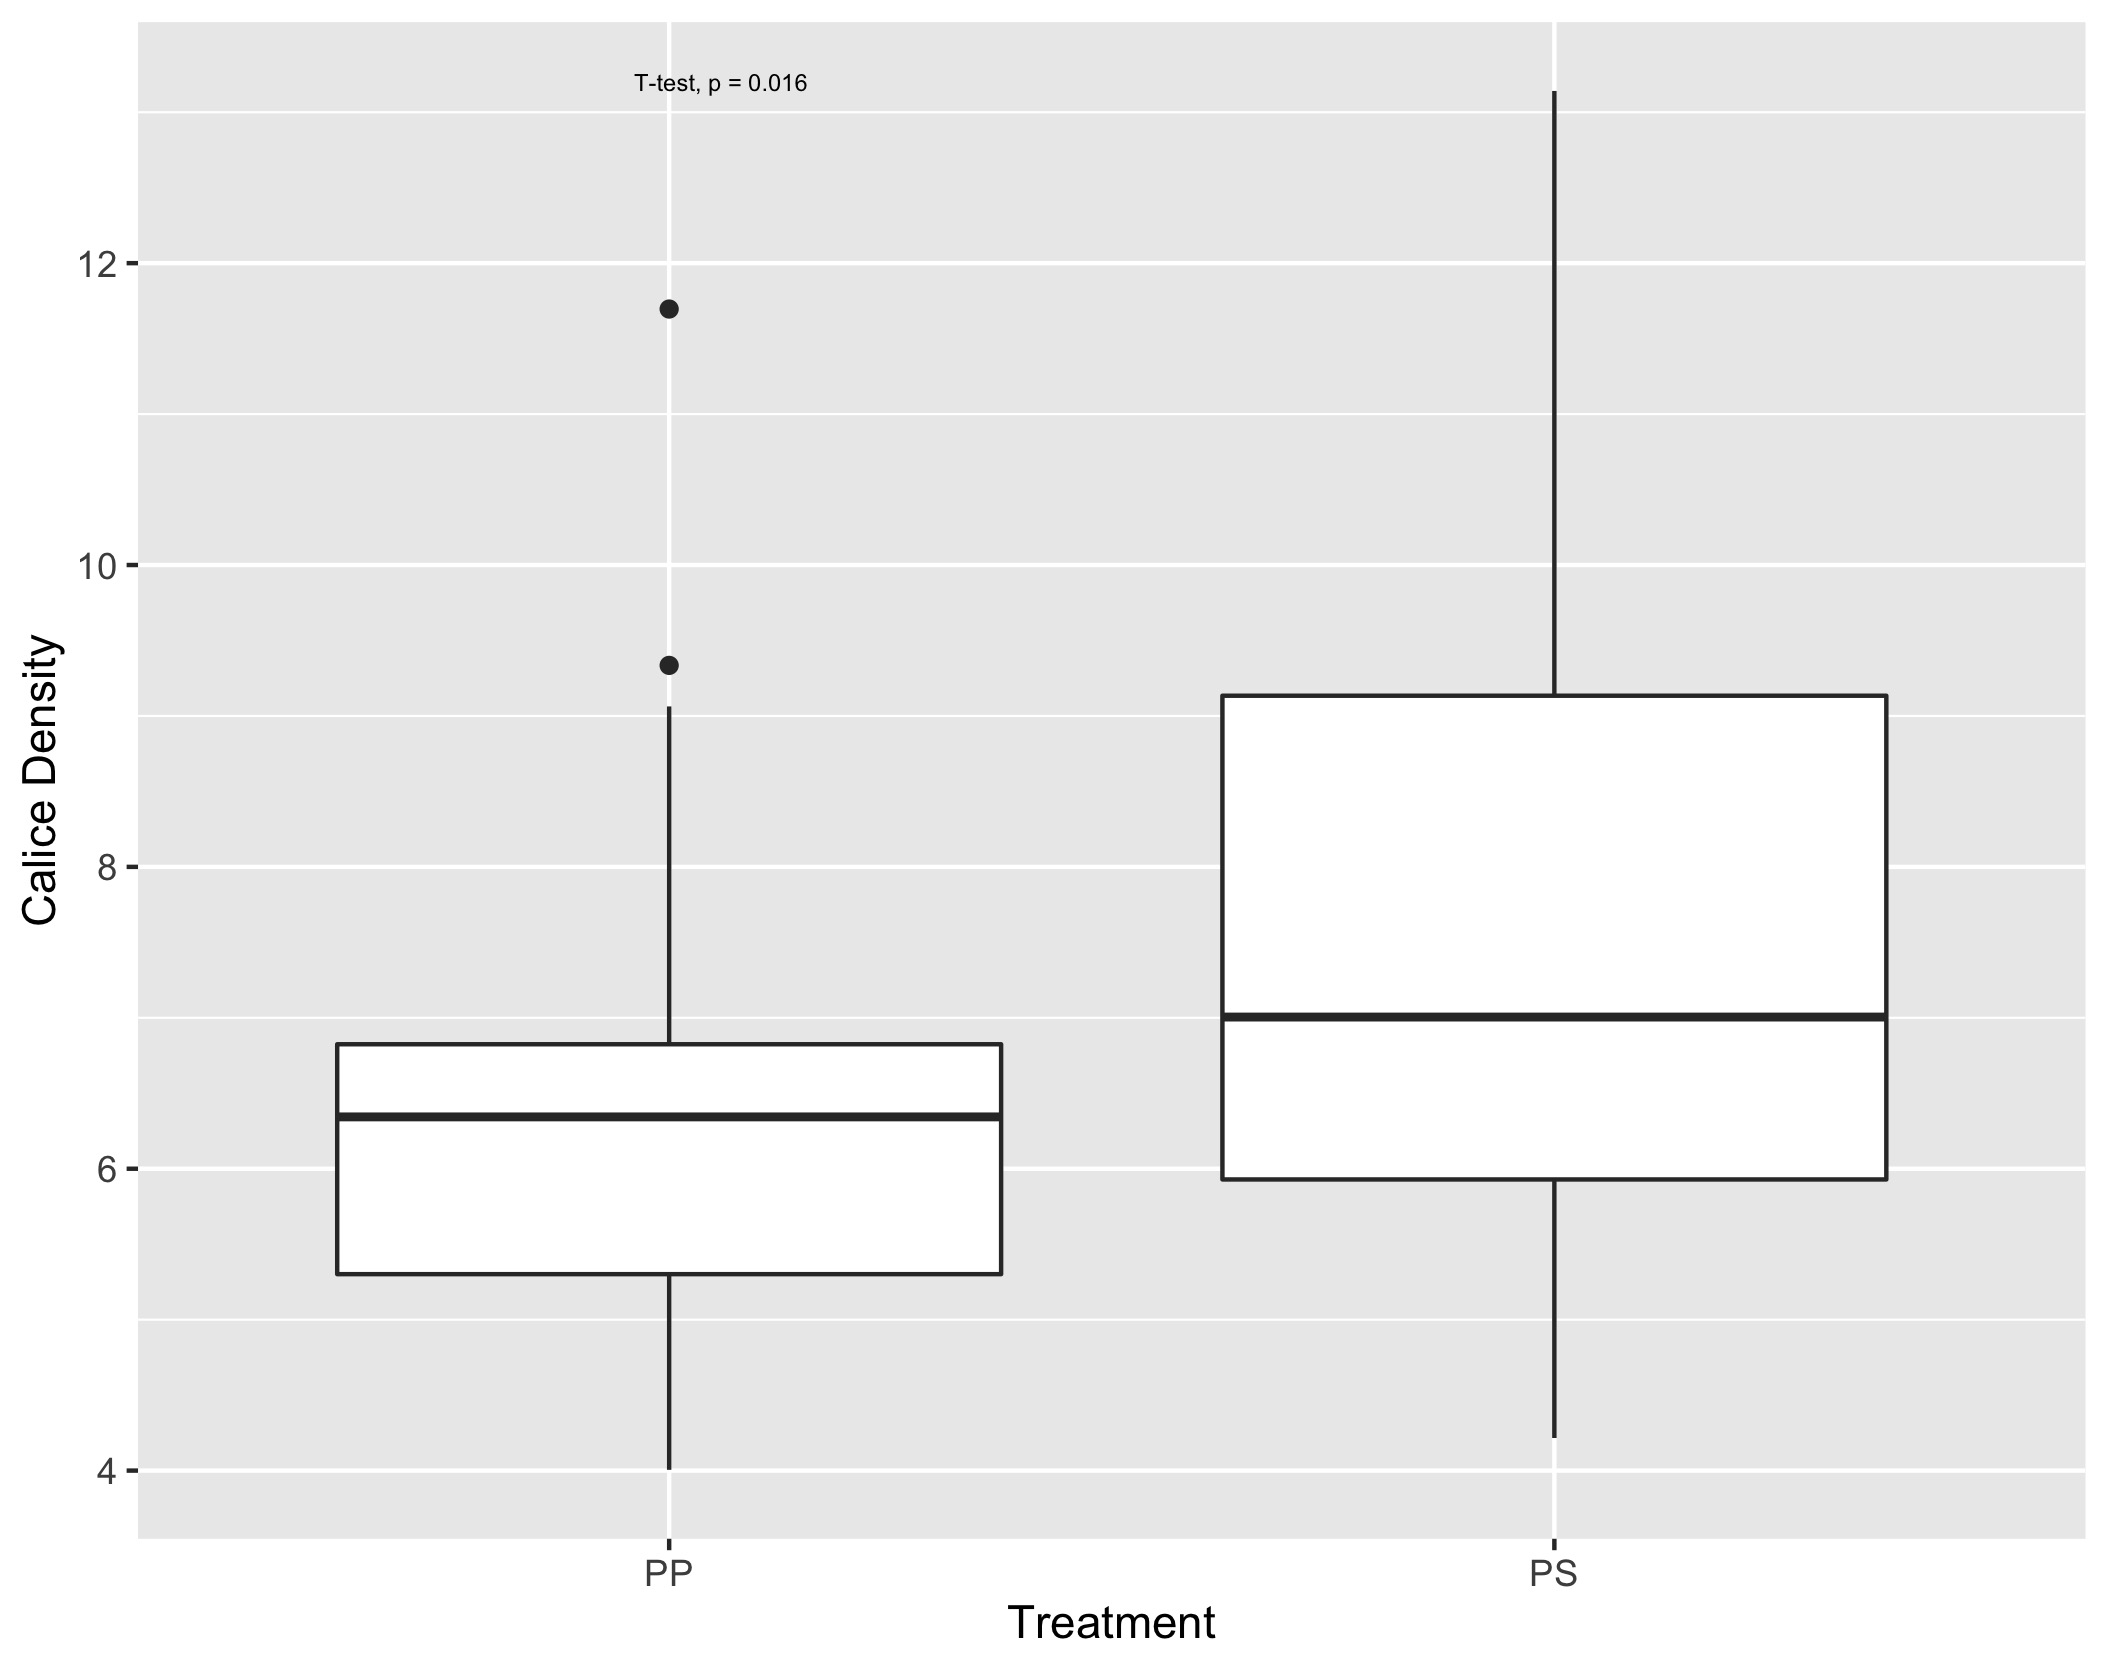 T-test, p = 0.016
12
10
8
6
4
Calice Density
PP
PS
Treatment